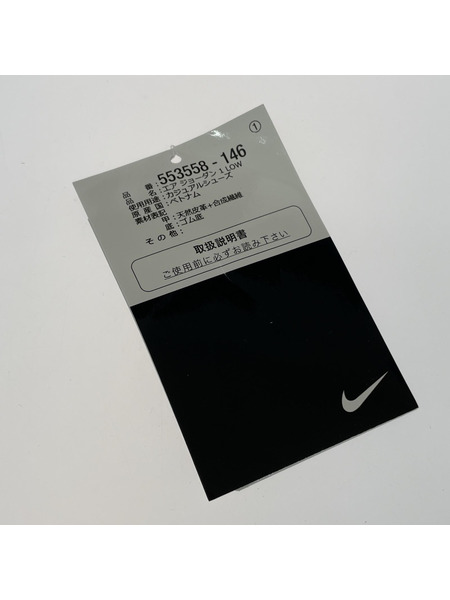 ①
品番:553558-146
品名:エア ジョーダン 1 LOW
使用用途:カジュアルシューズ
原産国:ベトナム
素材表記 甲:天然皮革+合成繊維
底:ゴム底
その他:
取扱説明書
ご使用前に必ずお読み下さい